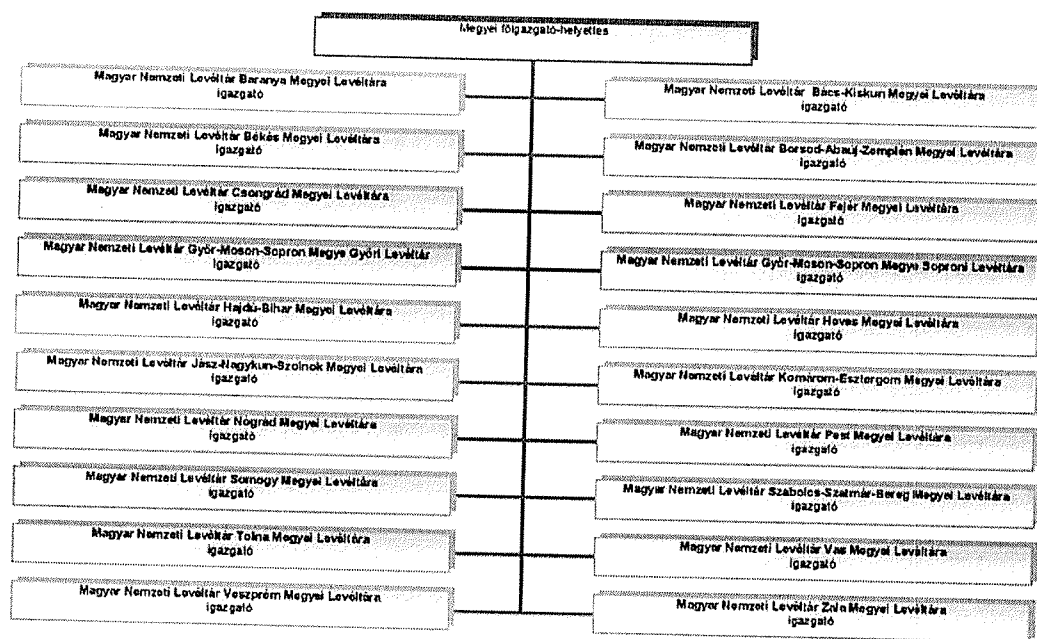 Megyei főigazgató-helyettes
Magyar Nemzeti Levéltár Baranya Megyei Levéltára
igazgató
Magyar Nemzeti Levéltár Bács-Kiskun Megyei Levéltára
igazgató
Magyar Nemzeti Levéltár Békés Megyei Levéltára
igazgató
Magyar Nemzeti Levéltár Borsod-Abaúj-Zemplén Megyei Levéltára
igazgató
Magyar Nemzeti Levéltár Csongrád Megyei Levéltára
igazgató
Magyar Nemzeti Levéltár Fejér Megyei Levéltára
igazgató
Magyar Nemzeti Levéltár Győr-Moson-Sopron Megye Győri Levéltár
igazgató
Magyar Nemzeti Levéltár Győr-Moson-Sopron Megye Soproni Levéltára
igazgató
Magyar Nemzeti Levéltár Hajdú-Bihar Megyei Levéltára
igazgató
Magyar Nemzeti Levéltár Heves Megyei Levéltára
igazgató
Magyar Nemzeti Levéltár Jász-Nagykun-Szolnok Megyei Levéltára
igazgató
Magyar Nemzeti Levéltár Komárom-Esztergom Megyei Levéltára
igazgató
Magyar Nemzeti Levéltár Nógrád Megyei Levéltára
igazgató
Magyar Nemzeti Levéltár Pest Megyei Levéltára
igazgató
Magyar Nemzeti Levéltár Somogy Megyei Levéltára
igazgató
Magyar Nemzeti Levéltár Szabolcs-Szatmár-Bereg Megyei Levéltára
igazgató
Magyar Nemzeti Levéltár Tolna Megyei Levéltára
igazgató
Magyar Nemzeti Levéltár Vas Megyei Levéltára
igazgató
Magyar Nemzeti Levéltár Veszprém Megyei Levéltára
igazgató
Magyar Nemzeti Levéltár Zala Megyei Levéltára
igazgató